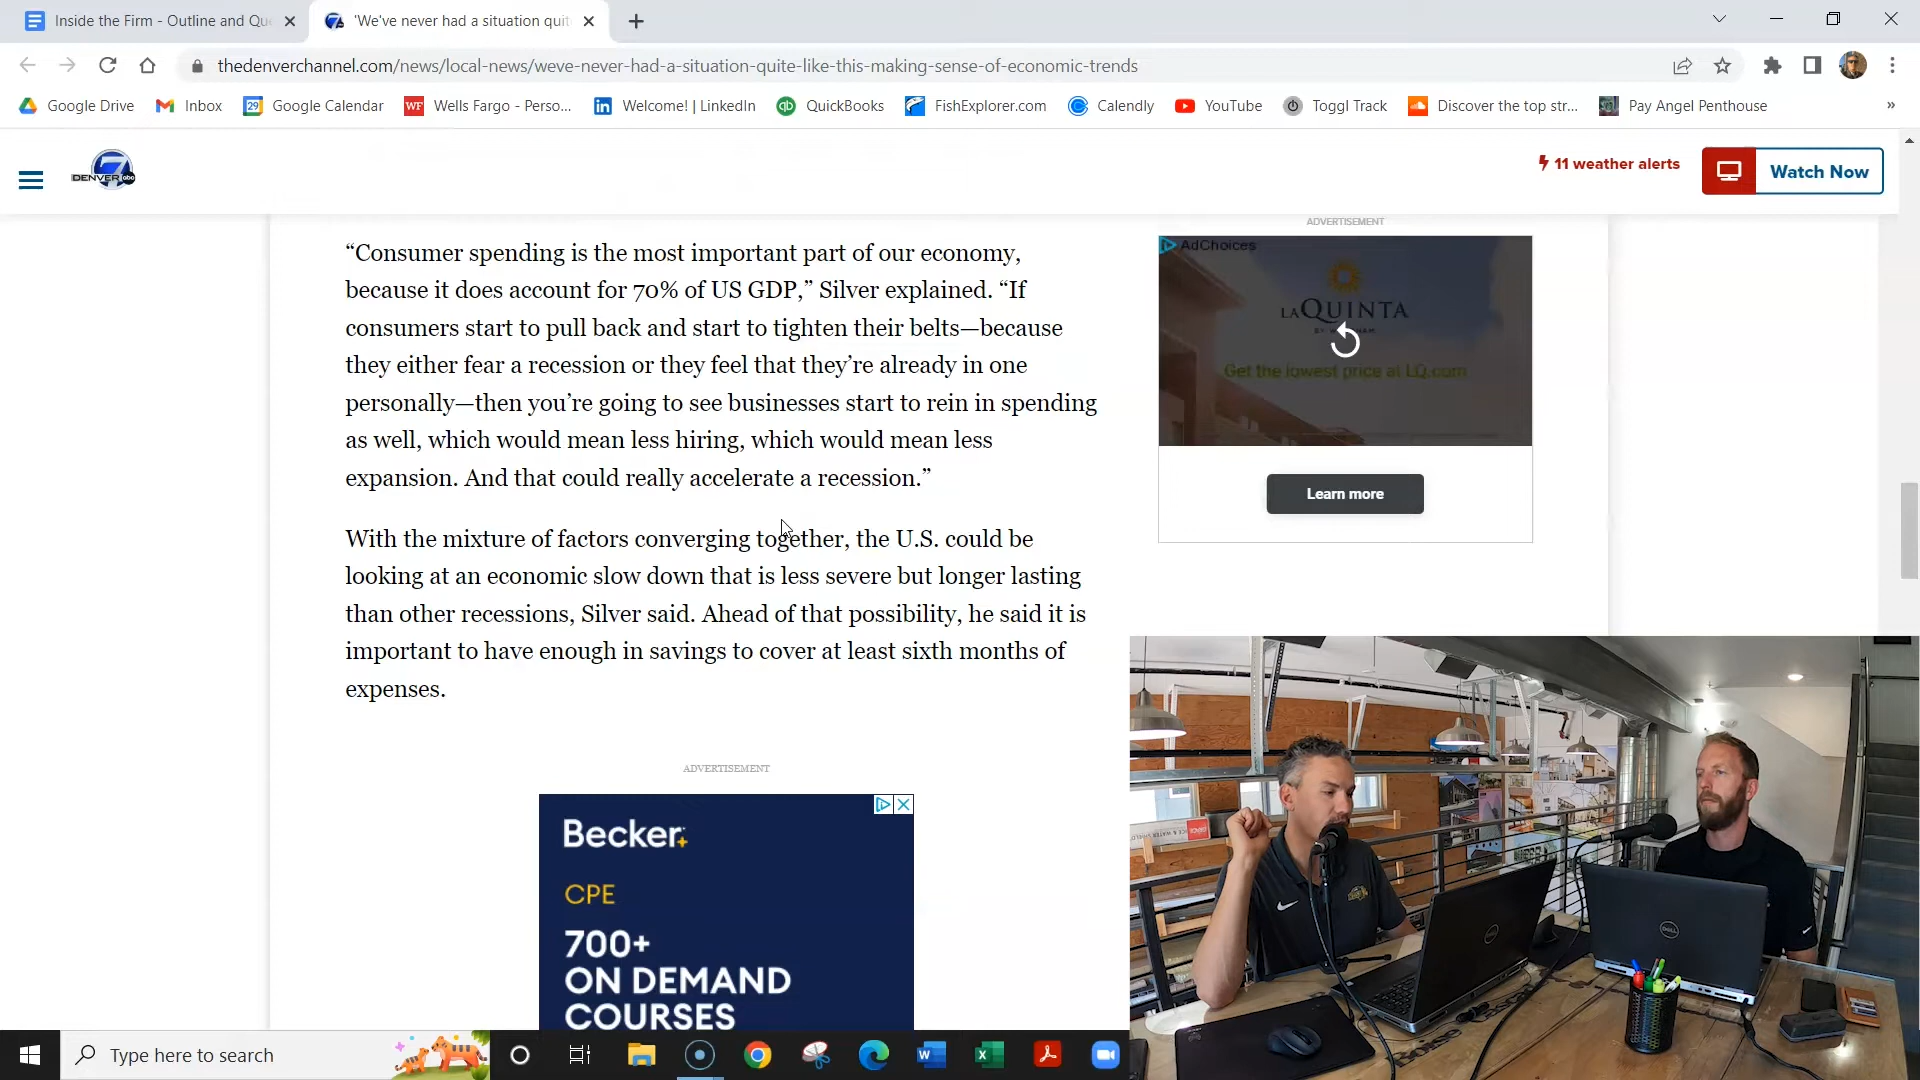 Inside the Firm - Outline and Que
'We've never had a situation quit
thedenverchannel.com/news/local-news/weve-never-had-a-situation-quite-like-this-making-sense-of-economic-trends
Google Drive
Inbox
29
Google Calendar
WF
Wells Fargo - Perso...
in
Welcome! | LinkedIn
qb
QuickBooks
FishExplorer.com
Calendly
YouTube
Toggl Track
Discover the top str...
Pay Angel Penthouse
»
7
DENVER abc
11 weather alerts
Watch Now
“Consumer spending is the most important part of our economy,
because it does account for 70% of US GDP,” Silver explained. “If
consumers start to pull back and start to tighten their belts—because
they either fear a recession or they feel that they’re already in one
personally—then you’re going to see businesses start to rein in spending
as well, which would mean less hiring, which would mean less
expansion. And that could really accelerate a recession.”
With the mixture of factors converging together, the U.S. could be
looking at an economic slow down that is less severe but longer lasting
than other recessions, Silver said. Ahead of that possibility, he said it is
important to have enough in savings to cover at least sixth months of
expenses.
ADVERTISEMENT
AdChoices
LAQUINTA
Get the lowest price at LQ.com
Learn more
ADVERTISEMENT
Becker.
CPE
700+
ON DEMAND
COURSES
DELL
DELL
Type here to search